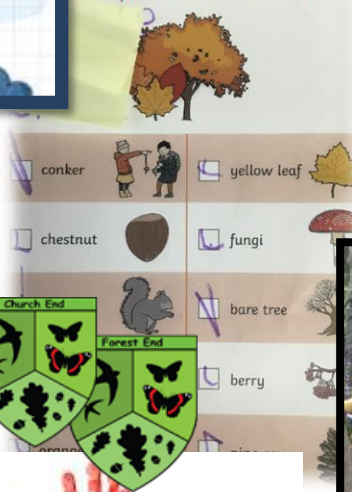 conker
yellow leaf
chestnut
fungi
bare tree
Church End
Forest End
berry